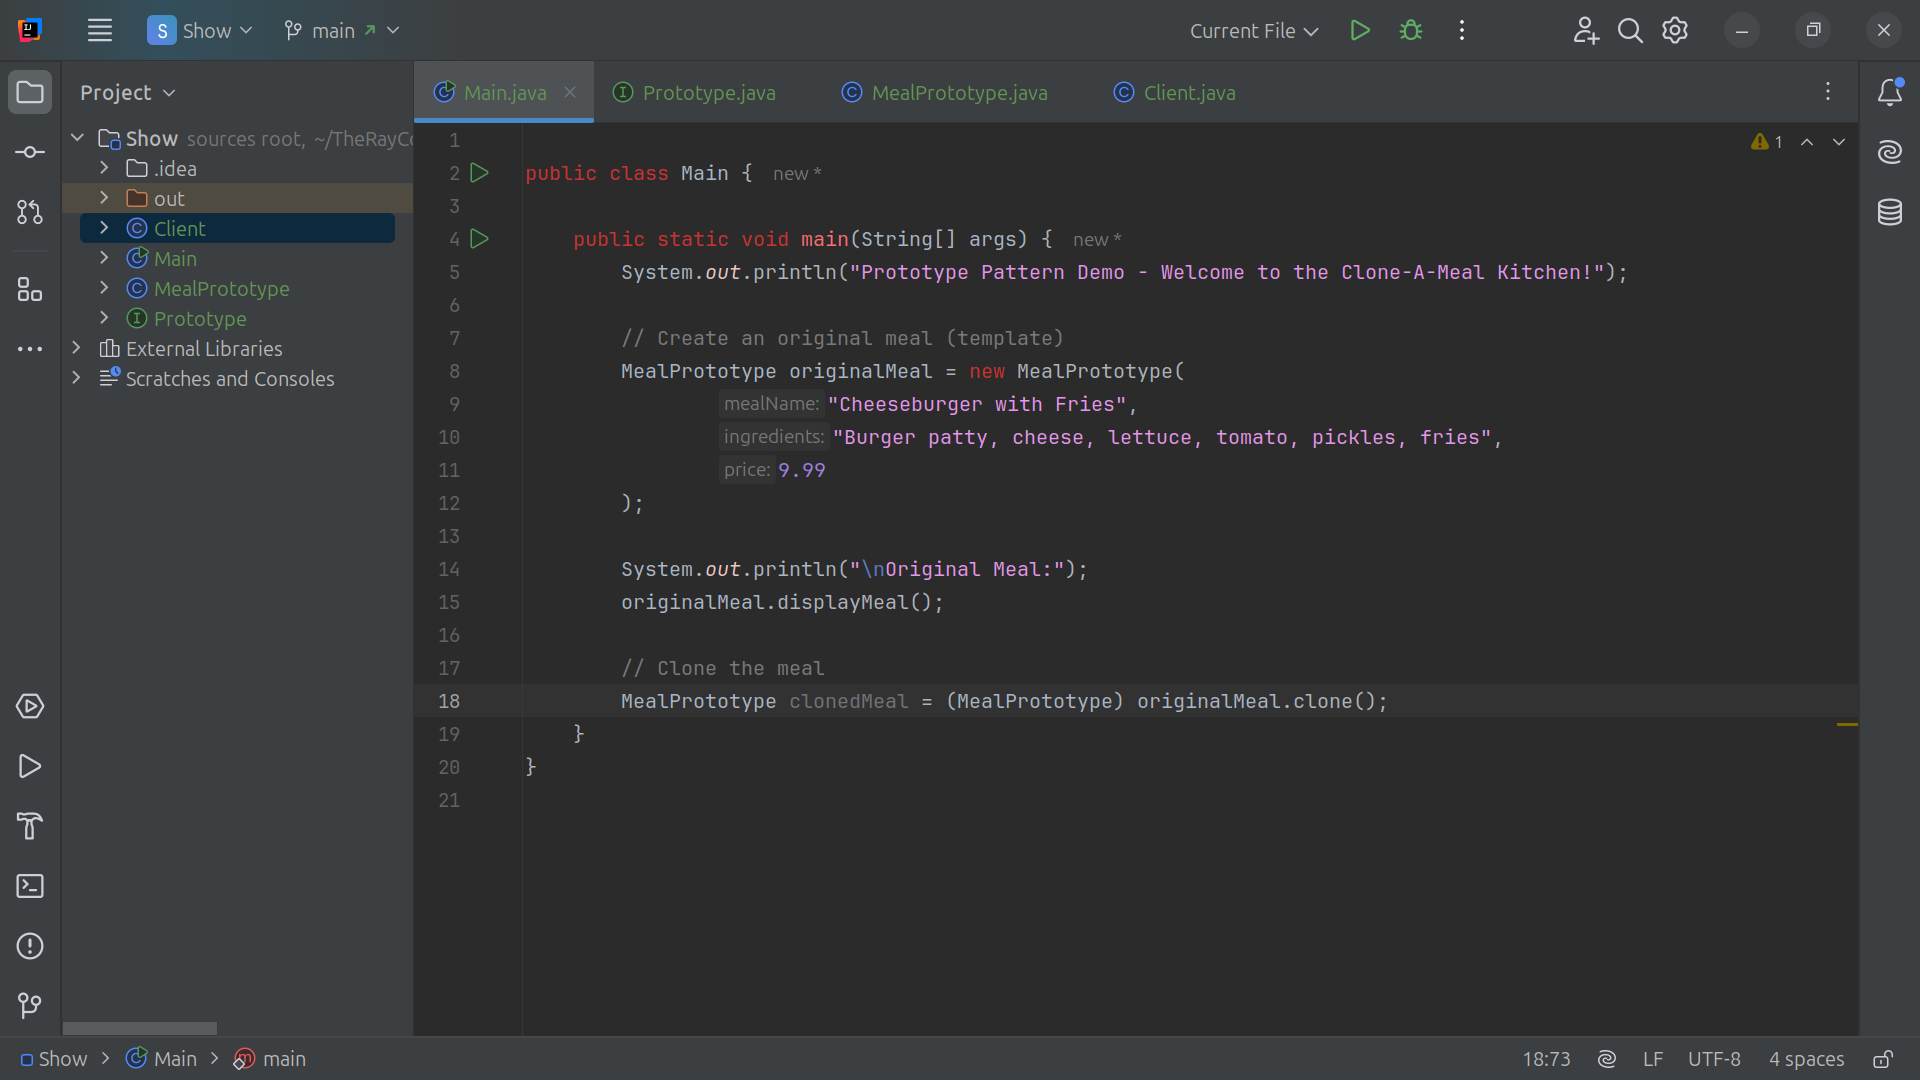 S Show main Current File
Project
Main.java Prototype.java MealPrototype.java Client.java
Show sources root, ~/TheRayCo
.idea
out
Client
Main
MealPrototype
Prototype
External Libraries
Scratches and Consoles
1
2 public class Main { new *
3
4 public static void main(String[] args) { new *
5 System.out.println("Prototype Pattern Demo - Welcome to the Clone-A-Meal Kitchen!");
6
7 // Create an original meal (template)
8 MealPrototype originalMeal = new MealPrototype(
9 mealName: "Cheeseburger with Fries",
10 ingredients: "Burger patty, cheese, lettuce, tomato, pickles, fries",
11 price: 9.99
12 );
13
14 System.out.println("\nOriginal Meal:");
15 originalMeal.displayMeal();
16
17 // Clone the meal
18 MealPrototype clonedMeal = (MealPrototype) originalMeal.clone();
19 }
20 }
21
1
Show Main main 18:73 LF UTF-8 4 spaces